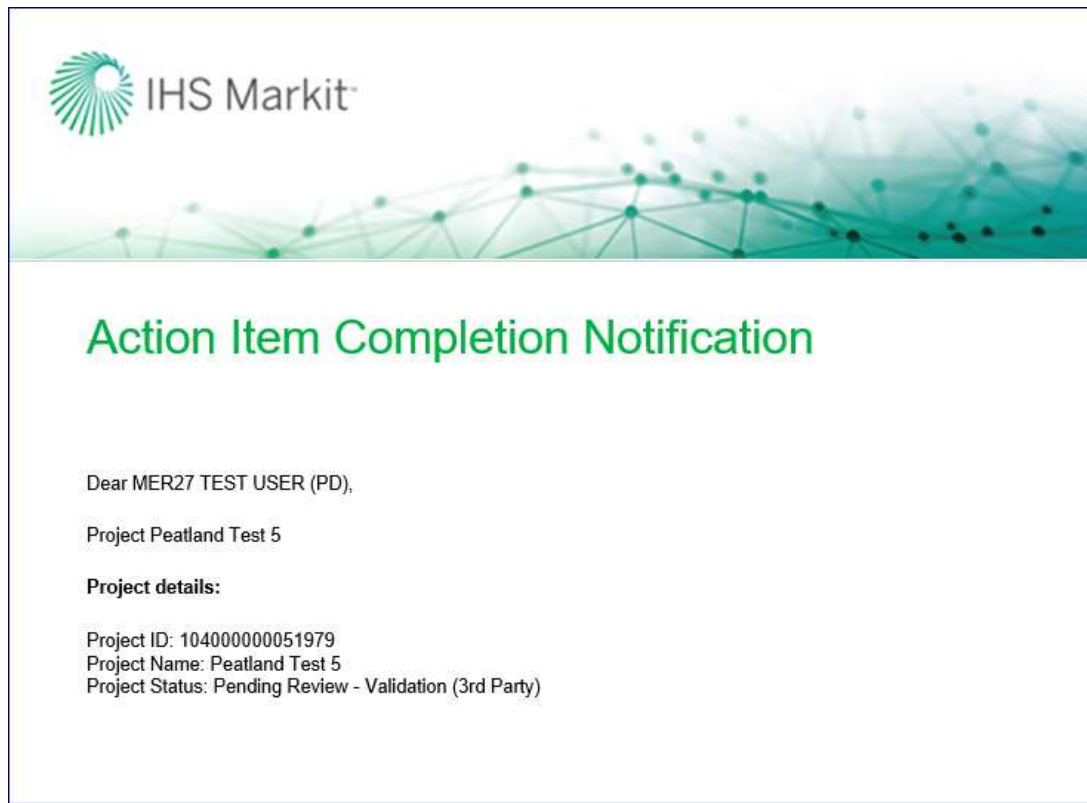 IHS Markit™
Action Item Completion Notification
Dear MER27 TEST USER (PD),
Project Peatland Test 5
Project details:
Project ID: 104000000051979
Project Name: Peatland Test 5
Project Status: Pending Review - Validation (3rd Party)